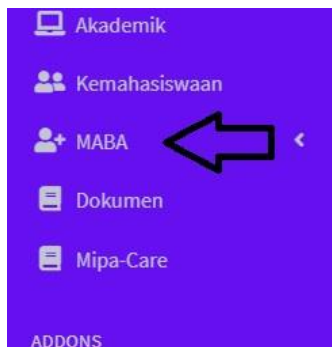 Akademik
Kemahasiswaan
MABA
Dokumen
Mipa-Care
ADDONS